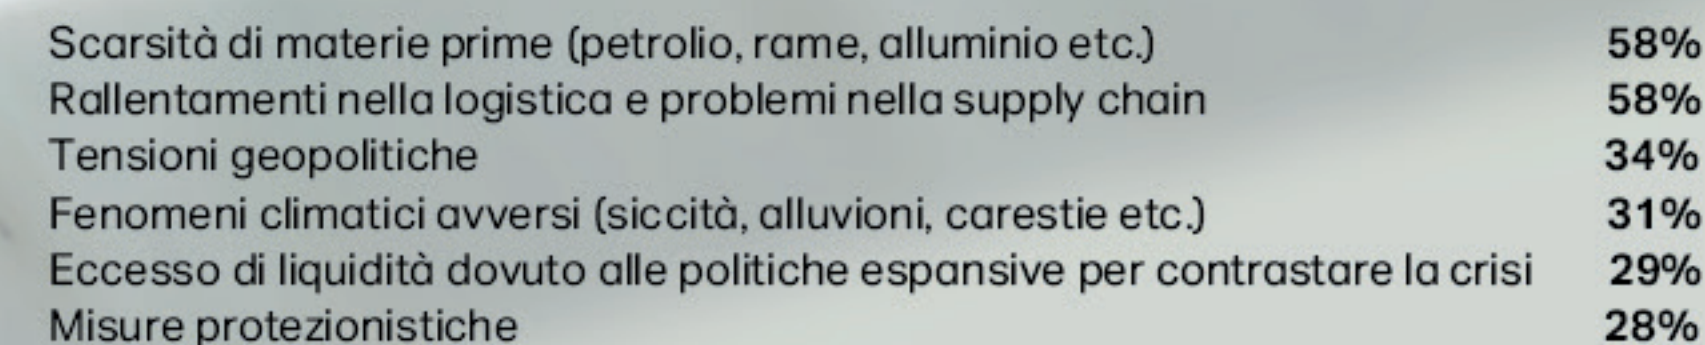 Scarsità di materie prime (petrolio, rame, alluminio etc.) 58%
Rallentamenti nella logistica e problemi nella supply chain 58%
Tensioni geopolitiche 34%
Fenomeni climatici avversi (siccità, alluvioni, carestie etc.) 31%
Eccesso di liquidità dovuto alle politiche espansive per contrastare la crisi 29%
Misure protezionistiche 28%